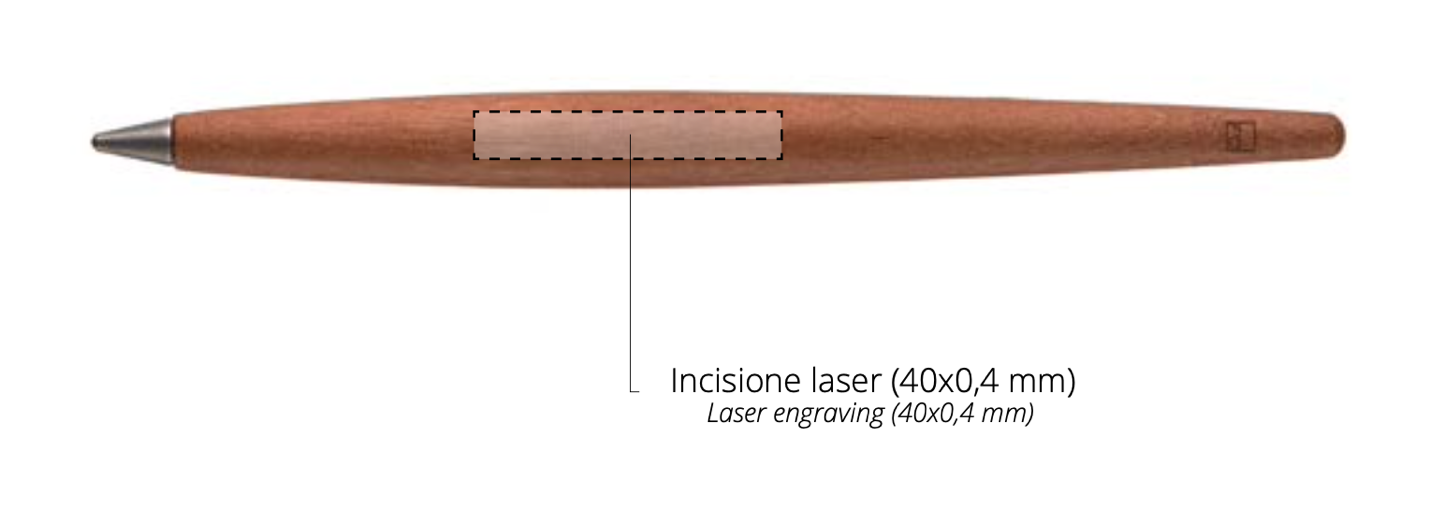 Incisione laser (40x0,4 mm)
Laser engraving (40x0,4 mm)